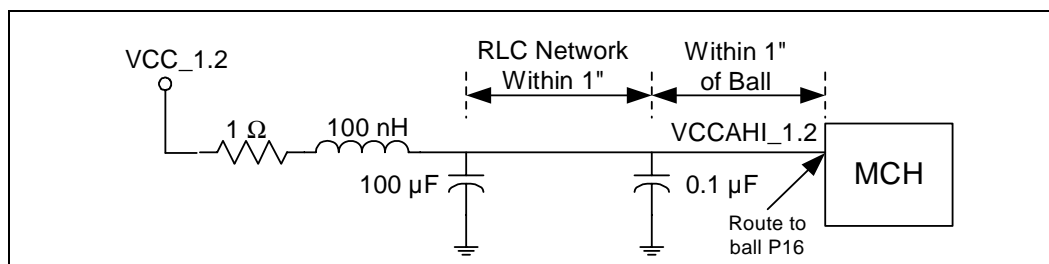 VCC_1.2
RLC Network
Within 1"
Within 1"
of Ball
1 Ω
100 nH
VCCAHI_1.2
100 µF
0.1 µF
MCH
Route to
ball P16